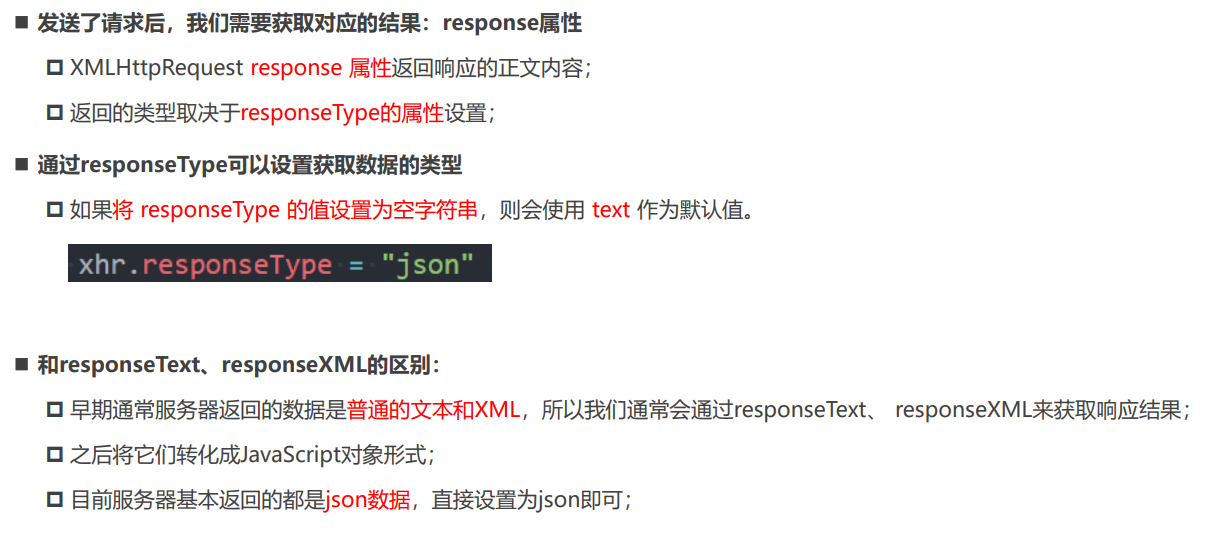 发送了请求后，我们需要获取对应的结果：response属性
XMLHttpRequest response 属性返回响应的正文内容；
返回的类型取决于responseType的属性设置；
通过responseType可以设置获取数据的类型
如果将 responseType 的值设置为空字符串，则会使用 text 作为默认值。
xhr.responseType = "json"
和responseText、responseXML的区别：
早期通常服务器返回的数据是普通的文本和XML，所以我们通常会通过responseText、 responseXML来获取响应结果；
之后将它们转化成JavaScript对象形式；
目前服务器基本返回的都是json数据，直接设置为json即可；